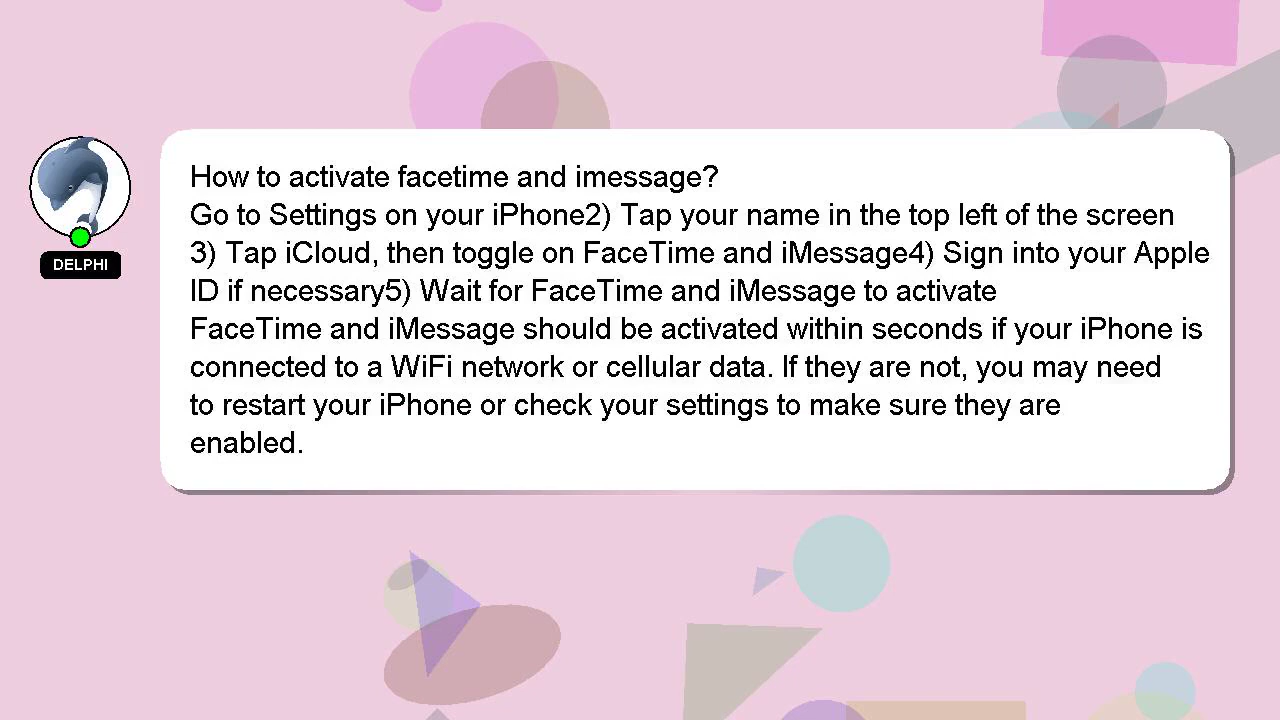 How to activate facetime and imessage?
Go to Settings on your iPhone2) Tap your name in the top left of the screen
3) Tap iCloud, then toggle on FaceTime and iMessage4) Sign into your Apple
ID if necessary5) Wait for FaceTime and iMessage to activate
FaceTime and iMessage should be activated within seconds if your iPhone is
connected to a WiFi network or cellular data. If they are not, you may need
to restart your iPhone or check your settings to make sure they are
enabled.
DELPHI